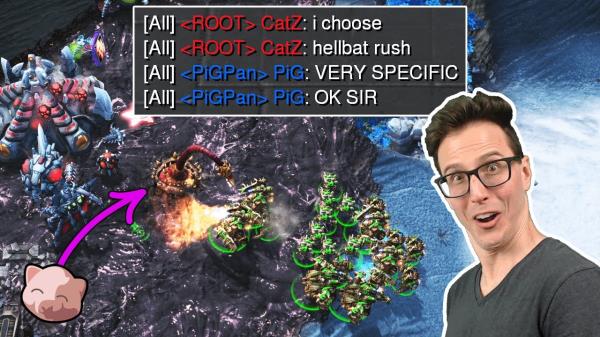 [All] <ROOT> CatZ: i choose
[All] <ROOT> CatZ: hellbat rush
[All] <PiGPan> PiG: VERY SPECIFIC
[All] <PiGPan> PiG: OK SIR